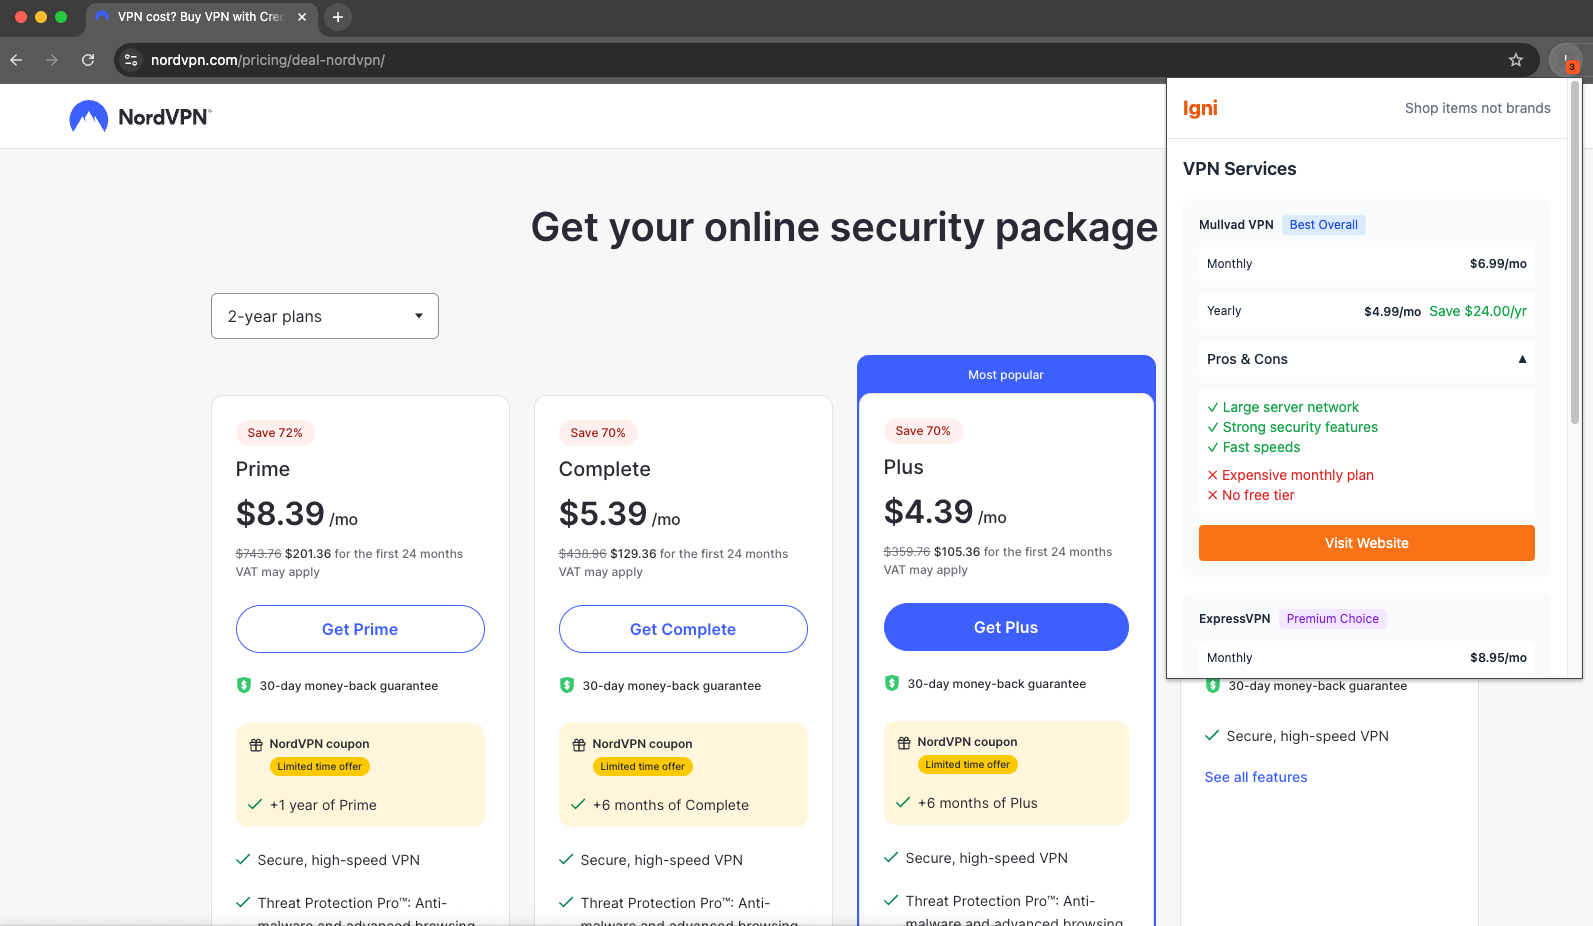 VPN cost? Buy VPN with Cre
nordvpn.com/pricing/deal-nordvpn/
3
NordVPN
Get your online security package
2-year plans
Save 72%
Prime
$8.39 /mo
$743.76 $201.36 for the first 24 months
VAT may apply
Get Prime
30-day money-back guarantee
NordVPN coupon
Limited time offer
+1 year of Prime
Secure, high-speed VPN
Threat Protection Pro™: Anti-
malware and advanced browsing
Save 70%
Complete
$5.39 /mo
$438.96 $129.36 for the first 24 months
VAT may apply
Get Complete
30-day money-back guarantee
NordVPN coupon
Limited time offer
+6 months of Complete
Secure, high-speed VPN
Threat Protection Pro™: Anti-
malware and advanced browsing
Most popular
Save 70%
Plus
$4.39 /mo
$359.76 $105.36 for the first 24 months
VAT may apply
Get Plus
30-day money-back guarantee
NordVPN coupon
Limited time offer
+6 months of Plus
Secure, high-speed VPN
Threat Protection Pro™: Anti-
malware and advanced browsing
30-day money-back guarantee
Secure, high-speed VPN
See all features
Igni
Shop items not brands
VPN Services
Mullvad VPN Best Overall
Monthly $6.99/mo
Yearly $4.99/mo Save $24.00/yr
Pros & Cons
Large server network
Strong security features
Fast speeds
Expensive monthly plan
No free tier
Visit Website
ExpressVPN Premium Choice
Monthly $8.95/mo